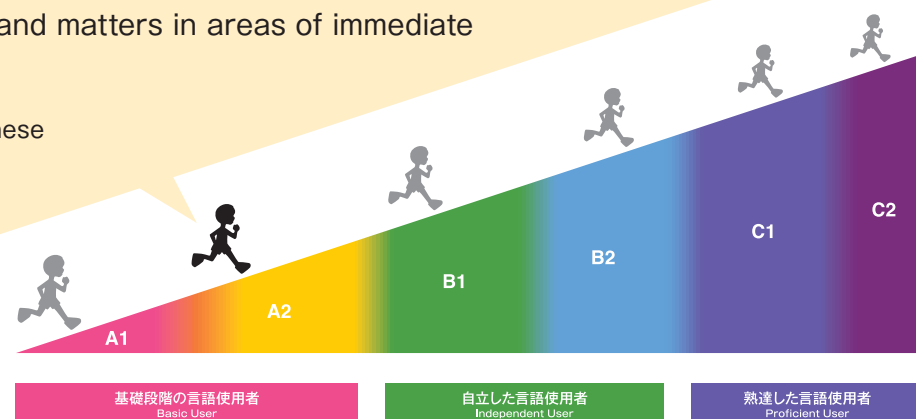 and matters in areas of immediate
A1
A2
B1
B2
C1
C2
基礎段階の言語使用者
Basic User
自立した言語使用者
Independent User
熟達した言語使用者
Proficient User